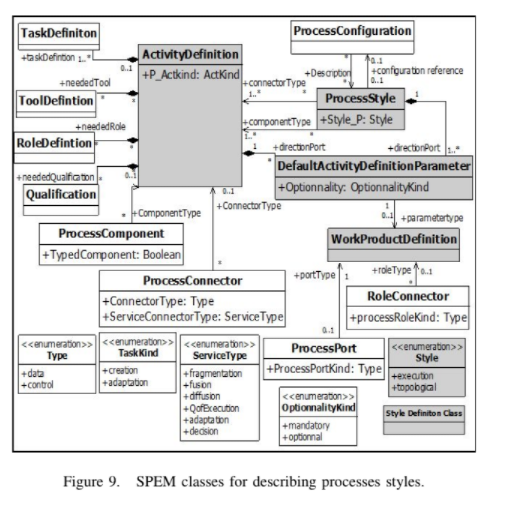 TaskDefiniton
ProcessConfiguration
+taskDefintion 1..*
0..1
ActivityDefinition
+P_Actkind: ActKind
+Description
+configuration reference
0..1
+neededTool
ToolDefintion
+connectorType
1..*
ProcessStyle
+Style_P: Style
1
+neededRole
RoleDefintion
+componentType
1..*
+directionPort
+directionPort
1
1..*
+neededQualification
0..1
Qualification
DefaultActivityDefinitionParameter
+Optionnality: OptionnalityKind
0..1
+ConnectorType
+ComponentType
1
0..1
+parametertype
ProcessComponent
+TypedComponent: Boolean
WorkProductDefinition
+portType
1
+roleType
0..1
ProcessConnector
+ConnectorType: Type
+ServiceConnectorType: ServiceType
RoleConnector
+processRoleKind: Type
0..1
<<enumeration>>
Type
+data
+control
<<enumeration>>
TaskKind
+creation
+adaptation
<<enumeration>>
ServiceType
+fragmentation
+fusion
+difusion
+QofExecution
+adaptation
+decision
ProcessPort
+ProcessPortKind: Type
<<enumeration>>
Style
+execution
+topological
<<enumeration>>
OptionnalityKind
+mandatory
+optionnal
Style Definiton Class
Figure 9. SPEM classes for describing processes styles.